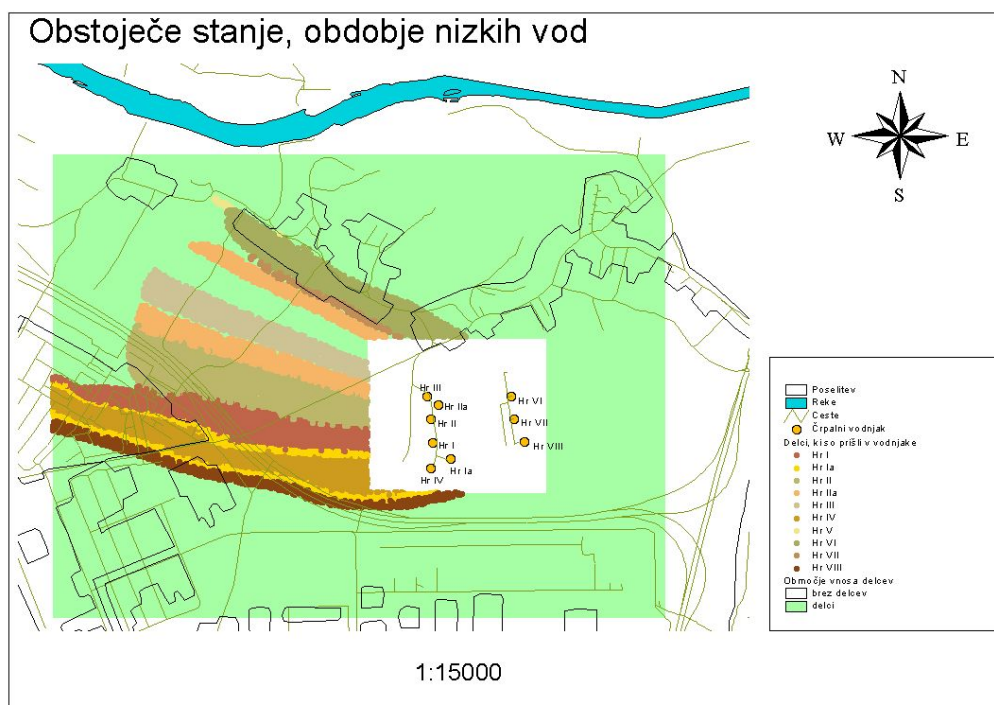 Obstoječe stanje, obdobje nizkih vod
N
W
E
S
Hr III
Hr IIa
Hr II
Hr I
Hr Ia
Hr IV
Hr VI
Hr VII
Hr VIII
Poselitev
Reke
Ceste
Črpalni vodnjak
Delci, ki so prišli v vodnjake
Hr I
Hr Ia
Hr II
Hr IIa
Hr III
Hr IV
Hr V
Hr VI
Hr VII
Hr VIII
Območje vnosa delcev
brez delcev
delci
1:15000